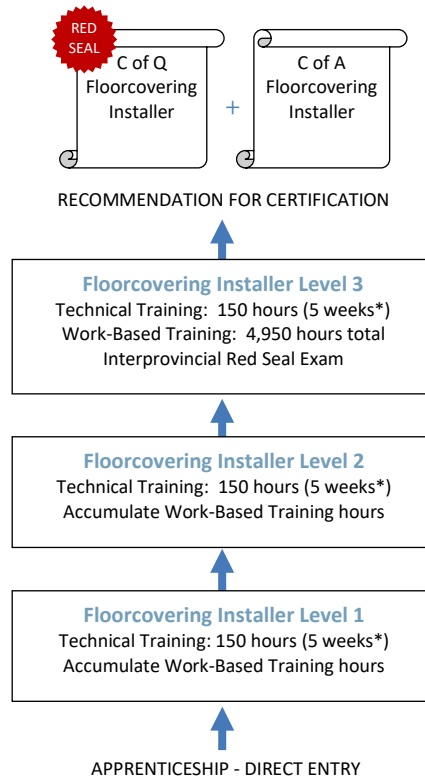 RED
SEAL
C of Q
Floorcovering
Installer
+
C of A
Floorcovering
Installer
RECOMMENDATION FOR CERTIFICATION
Floorcovering Installer Level 3
Technical Training: 150 hours (5 weeks*)
Work-Based Training: 4,950 hours total
Interprovincial Red Seal Exam
Floorcovering Installer Level 2
Technical Training: 150 hours (5 weeks*)
Accumulate Work-Based Training hours
Floorcovering Installer Level 1
Technical Training: 150 hours (5 weeks*)
Accumulate Work-Based Training hours
APPRENTICESHIP - DIRECT ENTRY